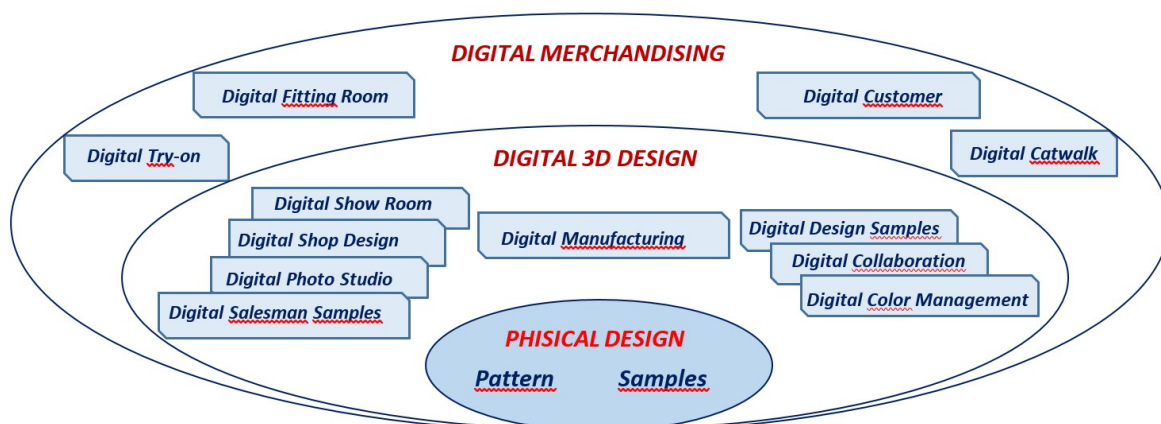 DIGITAL MERCHANDISING
Digital Fitting Room
Digital Customer
Digital Try-on
Digital Catwalk
DIGITAL 3D DESIGN
Digital Show Room
Digital Shop Design
Digital Photo Studio
Digital Salesman Samples
Digital Manufacturing
Digital Design Samples
Digital Collaboration
Digital Color Management
PHISICAL DESIGN
Pattern Samples